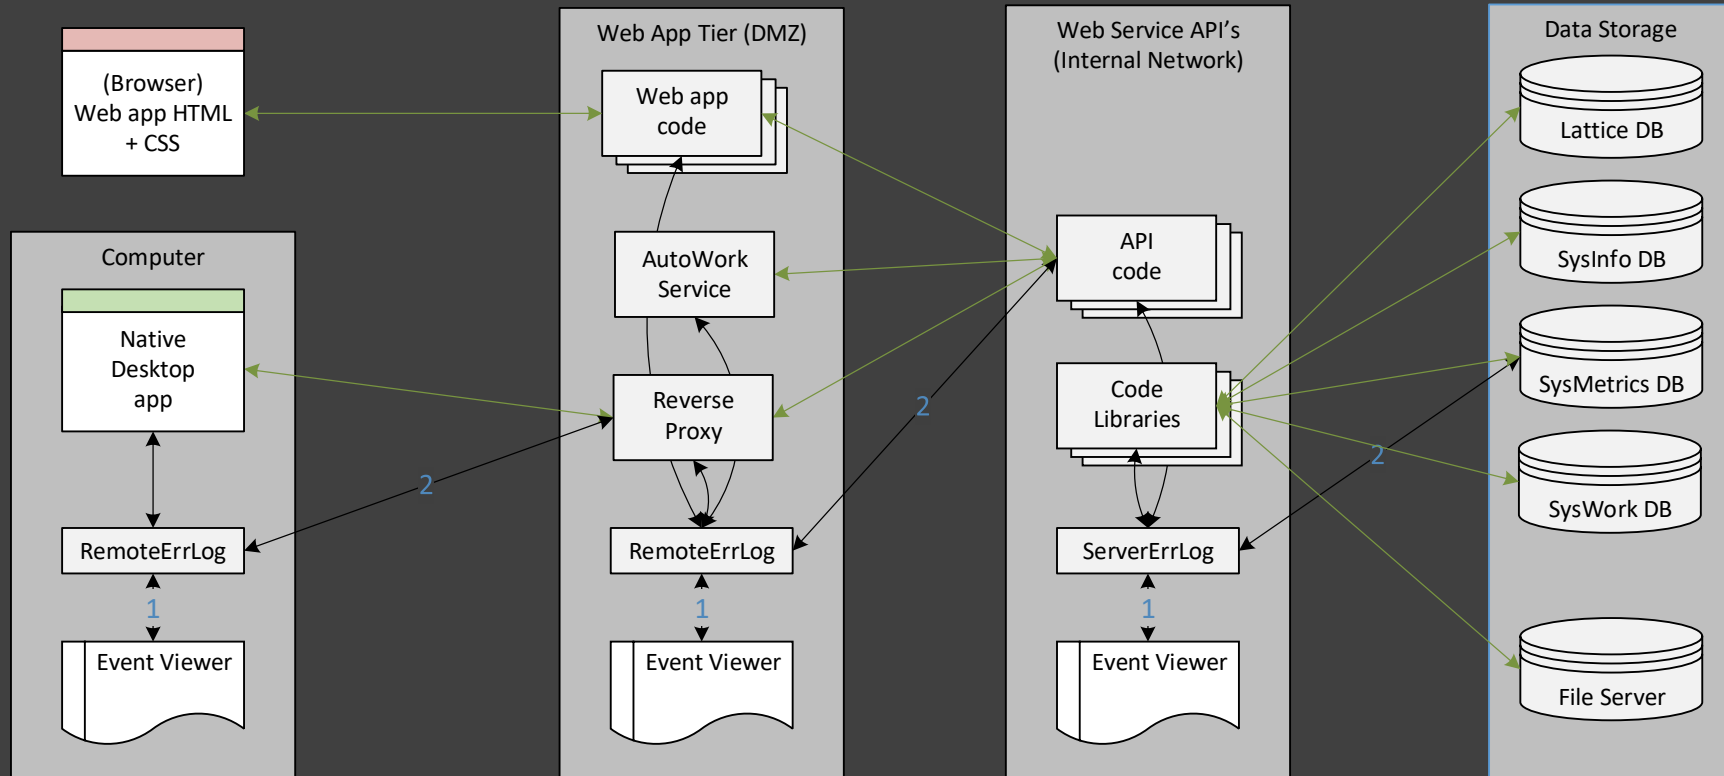 (Browser)
Web app HTML
+ CSS
Computer
Native
Desktop
app
RemoteErrLog
1
Event Viewer
2
Web App Tier (DMZ)
Web app
code
AutoWork
Service
Reverse
Proxy
RemoteErrLog
1
Event Viewer
2
Web Service API's
(Internal Network)
API
code
Code
Libraries
ServerErrLog
1
Event Viewer
2
Data Storage
Lattice DB
SysInfo DB
SysMetrics DB
SysWork DB
File Server